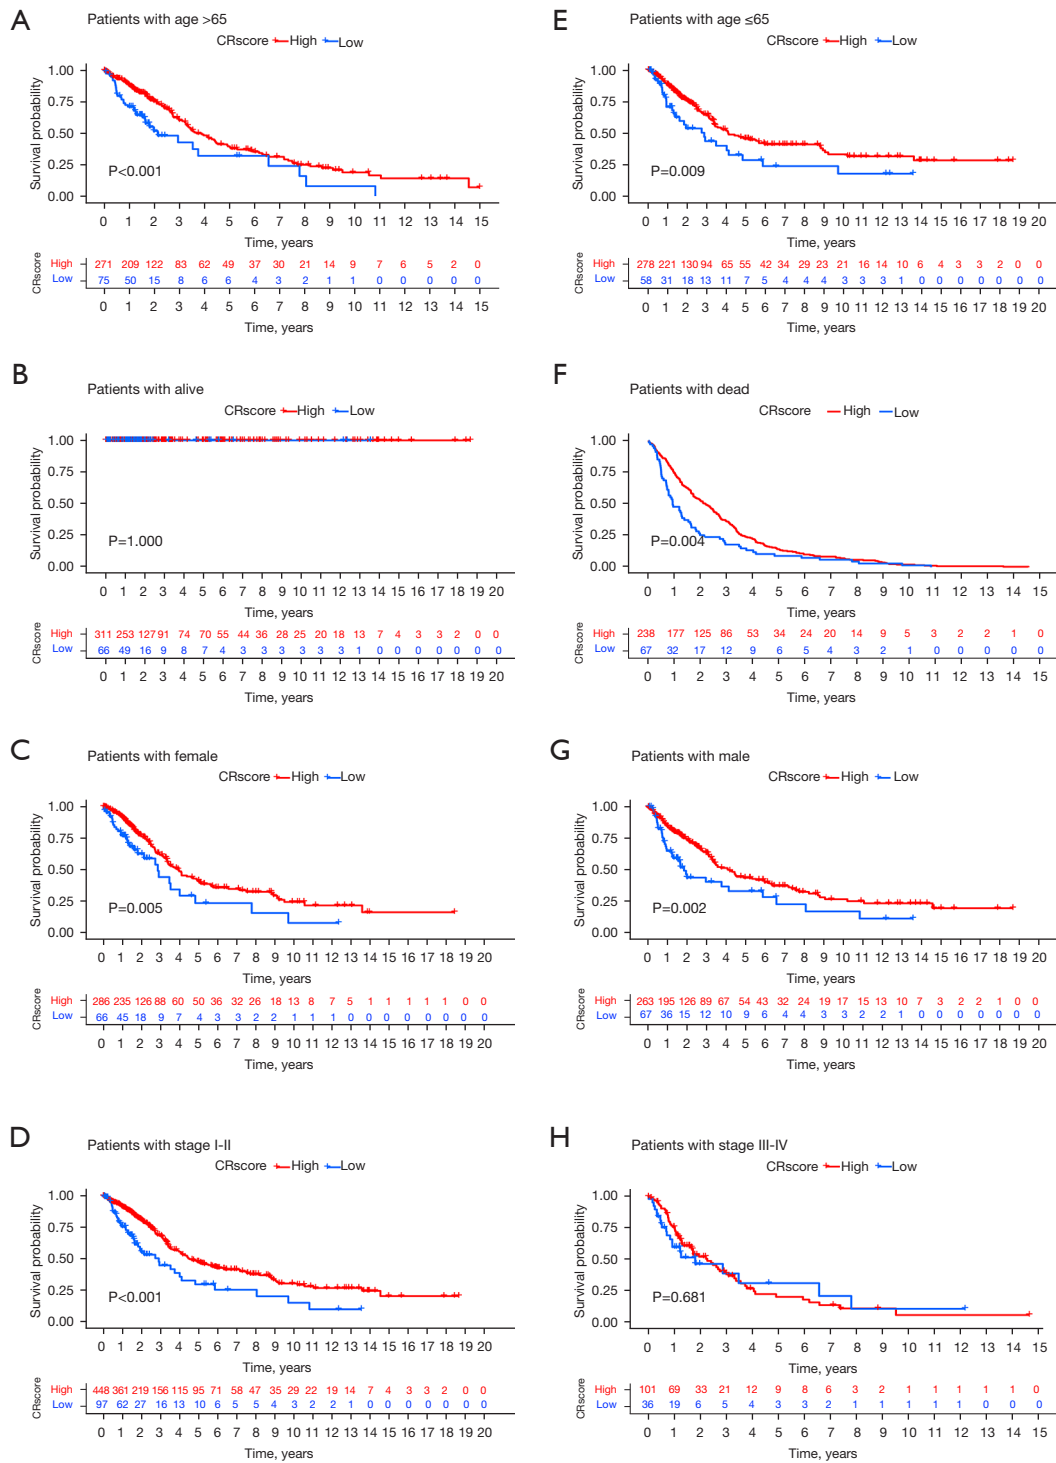 A
Patients with age >65
CRscore High Low
Survival probability
1.00
0.75
0.50
0.25
0.00
P<0.001
0 1 2 3 4 5 6 7 8 9 10 11 12 13 14 15
Time, years
CRscore
High 271 209 122 83 62 49 37 30 21 14 9 7 6 5 2 0
Low 75 50 15 8 6 6 4 3 2 1 1 0 0 0 0 0
0 1 2 3 4 5 6 7 8 9 10 11 12 13 14 15
Time, years
E
Patients with age ≤65
CRscore High Low
Survival probability
1.00
0.75
0.50
0.25
0.00
P=0.009
0 1 2 3 4 5 6 7 8 9 10 11 12 13 14 15 16 17 18 19 20
Time, years
CRscore
High 278 221 130 94 65 55 42 34 29 23 21 16 14 10 6 4 3 3 2 0 0
Low 58 31 18 13 11 7 5 4 4 4 3 3 3 1 0 0 0 0 0 0 0
0 1 2 3 4 5 6 7 8 9 10 11 12 13 14 15 16 17 18 19 20
Time, years
B
Patients with alive
CRscore High Low
Survival probability
1.00
0.75
0.50
0.25
0.00
P=1.000
0 1 2 3 4 5 6 7 8 9 10 11 12 13 14 15 16 17 18 19 20
Time, years
CRscore
High 311 253 127 91 74 70 55 44 36 28 25 20 18 13 7 4 3 3 2 0 0
Low 66 49 16 9 8 7 4 3 3 3 3 3 3 1 0 0 0 0 0 0 0
0 1 2 3 4 5 6 7 8 9 10 11 12 13 14 15 16 17 18 19 20
Time, years
F
Patients with dead
CRscore High Low
Survival probability
1.00
0.75
0.50
0.25
0.00
P=0.004
0 1 2 3 4 5 6 7 8 9 10 11 12 13 14 15
Time, years
CRscore
High 238 177 125 86 53 34 24 20 14 9 5 3 2 2 1 0
Low 67 32 17 12 9 6 5 4 3 2 1 0 0 0 0 0
0 1 2 3 4 5 6 7 8 9 10 11 12 13 14 15
Time, years
C
Patients with female
CRscore High Low
Survival probability
1.00
0.75
0.50
0.25
0.00
P=0.005
0 1 2 3 4 5 6 7 8 9 10 11 12 13 14 15 16 17 18 19 20
Time, years
CRscore
High 286 235 126 88 60 50 36 32 26 18 13 8 7 5 1 1 1 1 1 0 0
Low 66 45 18 9 7 4 3 3 2 2 1 1 1 0 0 0 0 0 0 0 0
0 1 2 3 4 5 6 7 8 9 10 11 12 13 14 15 16 17 18 19 20
Time, years
G
Patients with male
CRscore High Low
Survival probability
1.00
0.75
0.50
0.25
0.00
P=0.002
0 1 2 3 4 5 6 7 8 9 10 11 12 13 14 15 16 17 18 19 20
Time, years
CRscore
High 263 195 126 89 67 54 43 32 24 19 17 15 13 10 7 3 2 2 1 0 0
Low 67 36 15 12 10 9 6 4 4 3 3 2 2 1 0 0 0 0 0 0 0
0 1 2 3 4 5 6 7 8 9 10 11 12 13 14 15 16 17 18 19 20
Time, years
D
Patients with stage I-II
CRscore High Low
Survival probability
1.00
0.75
0.50
0.25
0.00
P<0.001
0 1 2 3 4 5 6 7 8 9 10 11 12 13 14 15 16 17 18 19 20
Time, years
CRscore
High 448 361 219 156 115 95 71 58 47 35 29 22 19 14 7 4 3 3 2 0 0
Low 97 62 27 16 13 10 6 5 5 4 3 2 2 1 0 0 0 0 0 0 0
0 1 2 3 4 5 6 7 8 9 10 11 12 13 14 15 16 17 18 19 20
Time, years
H
Patients with stage III-IV
CRscore High Low
Survival probability
1.00
0.75
0.50
0.25
0.00
P=0.681
0 1 2 3 4 5 6 7 8 9 10 11 12 13 14 15
Time, years
CRscore
High 101 69 33 21 12 9 8 6 3 2 1 1 1 1 1 0
Low 36 19 6 5 4 3 3 2 1 1 1 1 1 0 0 0
0 1 2 3 4 5 6 7 8 9 10 11 12 13 14 15
Time, years